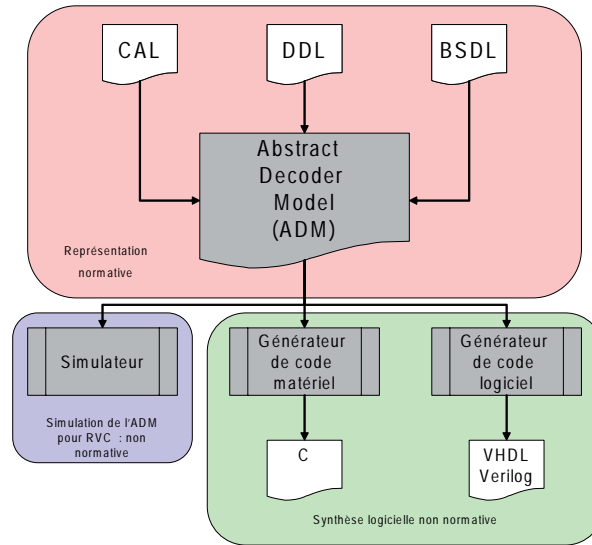 CAL
DDL
BSDL
Abstract
Decoder
Model
(ADM)
Représentation
normative
Simulateur
Simulation de l'ADM
pour RVC : non
normative
Générateur
de code
matériel
Générateur
de code
logiciel
C
VHDL
Verilog
Synthèse logicielle non normative